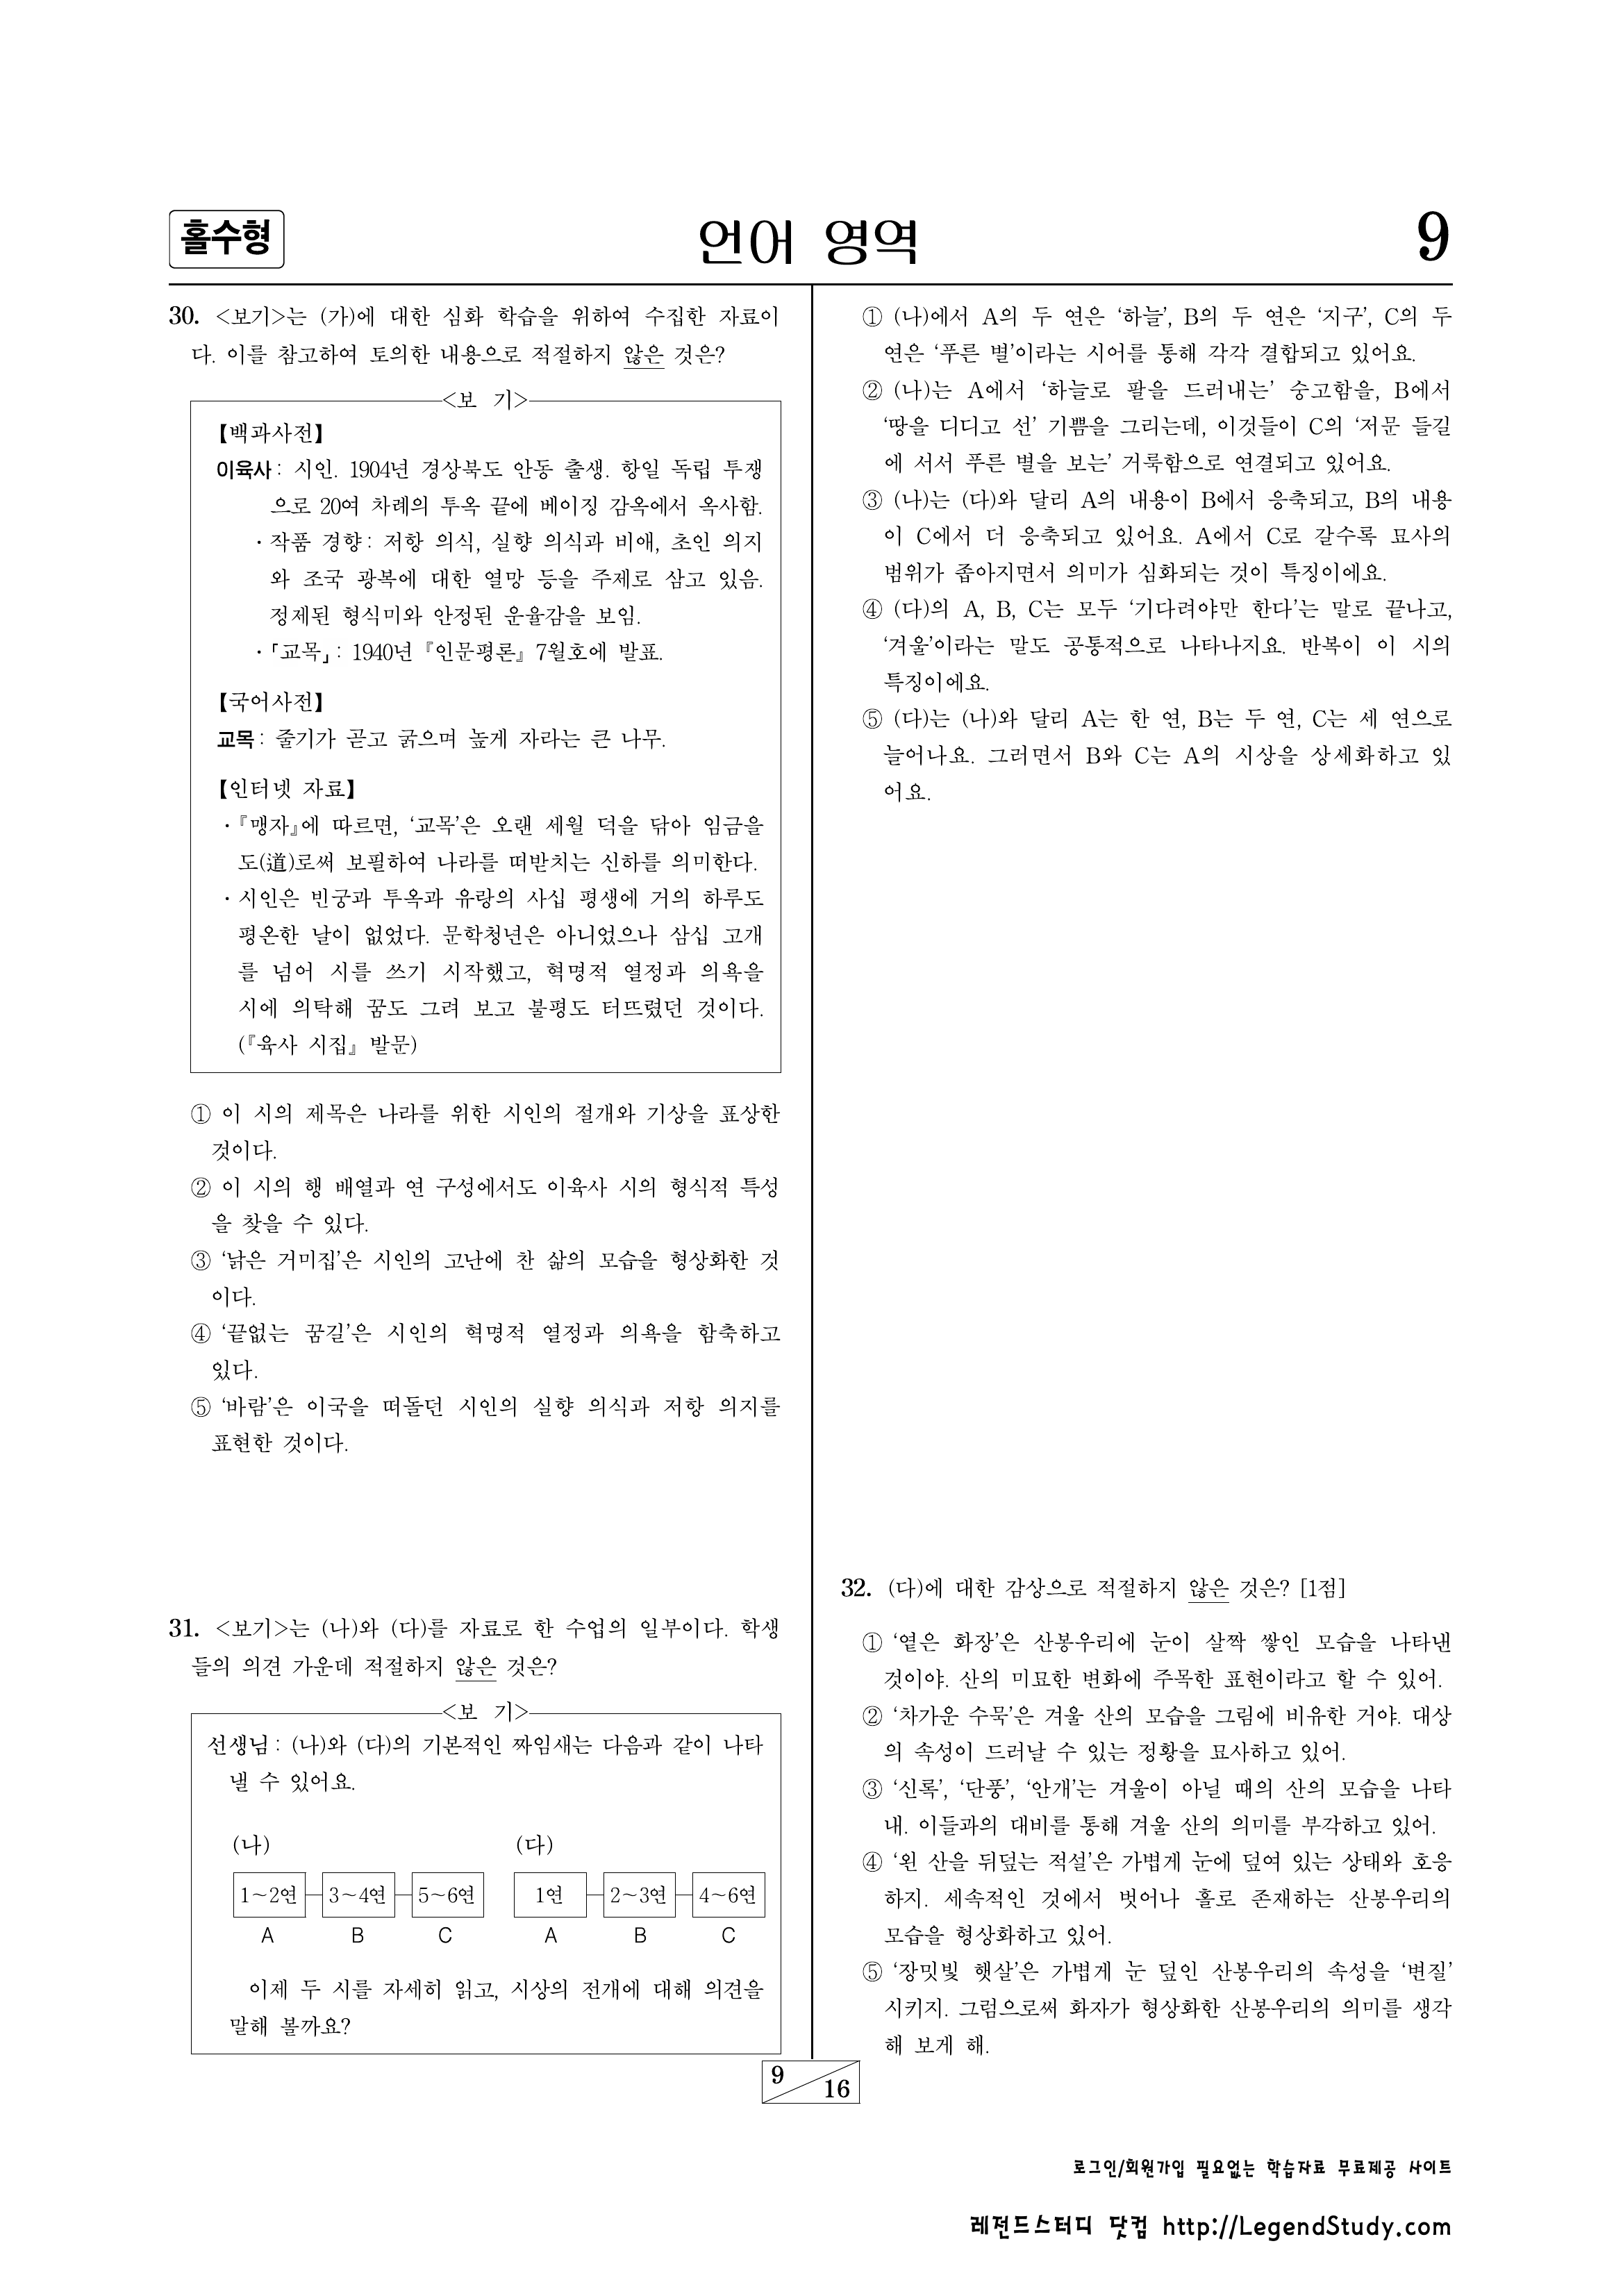 홀수형
언어 영역
9
30. <보기>는 (가)에 대한 심화 학습을 위하여 수집한 자료이
다. 이를 참고하여 토의한 내용으로 적절하지 않은 것은?
<보 기>
【백과사전】
이육사 : 시인. 1904년 경상북도 안동 출생. 항일 독립 투쟁
으로 20여 차례의 투옥 끝에 베이징 감옥에서 옥사함.
· 작품 경향 : 저항 의식, 실향 의식과 비애, 초인 의지
와 조국 광복에 대한 열망 등을 주제로 삼고 있음.
정제된 형식미와 안정된 운율감을 보임.
· 「교목」 : 1940년 『인문평론』 7월호에 발표.
【국어사전】
교목 : 줄기가 곧고 굵으며 높게 자라는 큰 나무.
【인터넷 자료】
· 『맹자』에 따르면, ‘교목’은 오랜 세월 덕을 닦아 임금을
도(道)로써 보필하여 나라를 떠받치는 신하를 의미한다.
· 시인은 빈궁과 투옥과 유랑의 사십 평생에 거의 하루도
평온한 날이 없었다. 문학청년은 아니었으나 삼십 고개
를 넘어 시를 쓰기 시작했고, 혁명적 열정과 의욕을
시에 의탁해 꿈도 그려 보고 불평도 터뜨렸던 것이다.
(『육사 시집』 발문)
① 이 시의 제목은 나라를 위한 시인의 절개와 기상을 표상한
것이다.
② 이 시의 행 배열과 연 구성에서도 이육사 시의 형식적 특성
을 찾을 수 있다.
③ ‘낡은 거미집’은 시인의 고난에 찬 삶의 모습을 형상화한 것
이다.
④ ‘끝없는 꿈길’은 시인의 혁명적 열정과 의욕을 함축하고
있다.
⑤ ‘바람’은 이국을 떠돌던 시인의 실향 의식과 저항 의지를
표현한 것이다.
31. <보기>는 (나)와 (다)를 자료로 한 수업의 일부이다. 학생
들의 의견 가운데 적절하지 않은 것은?
<보 기>
선생님 : (나)와 (다)의 기본적인 짜임새는 다음과 같이 나타
낼 수 있어요.
(나) (다)
1~2연 3~4연 5~6연 1연 2~3연 4~6연
A B C A B C
이제 두 시를 자세히 읽고, 시상의 전개에 대해 의견을
말해 볼까요?
① (나)에서 A의 두 연은 ‘하늘’, B의 두 연은 ‘지구’, C의 두
연은 ‘푸른 별’이라는 시어를 통해 각각 결합되고 있어요.
② (나)는 A에서 ‘하늘로 팔을 드러내는’ 숭고함을, B에서
‘땅을 디디고 선’ 기쁨을 그리는데, 이것들이 C의 ‘저문 들길
에 서서 푸른 별을 보는’ 거룩함으로 연결되고 있어요.
③ (나)는 (다)와 달리 A의 내용이 B에서 응축되고, B의 내용
이 C에서 더 응축되고 있어요. A에서 C로 갈수록 묘사의
범위가 좁아지면서 의미가 심화되는 것이 특징이에요.
④ (다)의 A, B, C는 모두 ‘기다려야만 한다’는 말로 끝나고,
‘겨울’이라는 말도 공통적으로 나타나지요. 반복이 이 시의
특징이에요.
⑤ (다)는 (나)와 달리 A는 한 연, B는 두 연, C는 세 연으로
늘어나요. 그러면서 B와 C는 A의 시상을 상세화하고 있
어요.
32. (다)에 대한 감상으로 적절하지 않은 것은? [1점]
① ‘옅은 화장’은 산봉우리에 눈이 살짝 쌓인 모습을 나타낸
것이야. 산의 미묘한 변화에 주목한 표현이라고 할 수 있어.
② ‘차가운 수묵’은 겨울 산의 모습을 그림에 비유한 거야. 대상
의 속성이 드러날 수 있는 정황을 묘사하고 있어.
③ ‘신록’, ‘단풍’, ‘안개’는 겨울이 아닐 때의 산의 모습을 나타
내. 이들과의 대비를 통해 겨울 산의 의미를 부각하고 있어.
④ ‘왼 산을 뒤덮는 적설’은 가볍게 눈에 덮여 있는 상태와 호응
하지. 세속적인 것에서 벗어나 홀로 존재하는 산봉우리의
모습을 형상화하고 있어.
⑤ ‘장밋빛 햇살’은 가볍게 눈 덮인 산봉우리의 속성을 ‘변질’
시키지. 그럼으로써 화자가 형상화한 산봉우리의 의미를 생각
해 보게 해.
9 16
로그인/회원가입 필요없는 학습자료 무료제공 사이트
레전드스터디 닷컴 http://LegendStudy.com